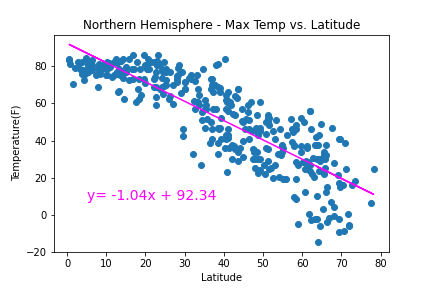 Northern Hemisphere - Max Temp vs. Latitude
Temperature(F)
80
60
40
20
0
−20
y= -1.04x + 92.34
0 10 20 30 40 50 60 70 80
Latitude